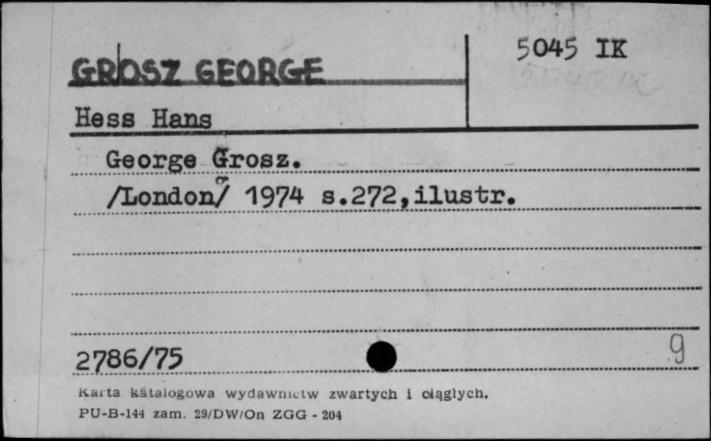 GROSZ GEORGE
5045 IK
Hess Hans
George Grosz.
/London/ 1974 s.272,ilustr.
2786/75
9
Karta katalogowa wydawnictw zwartych i ciągłych.
PU-B-144 zam. 29/DW/On ZGG - 204